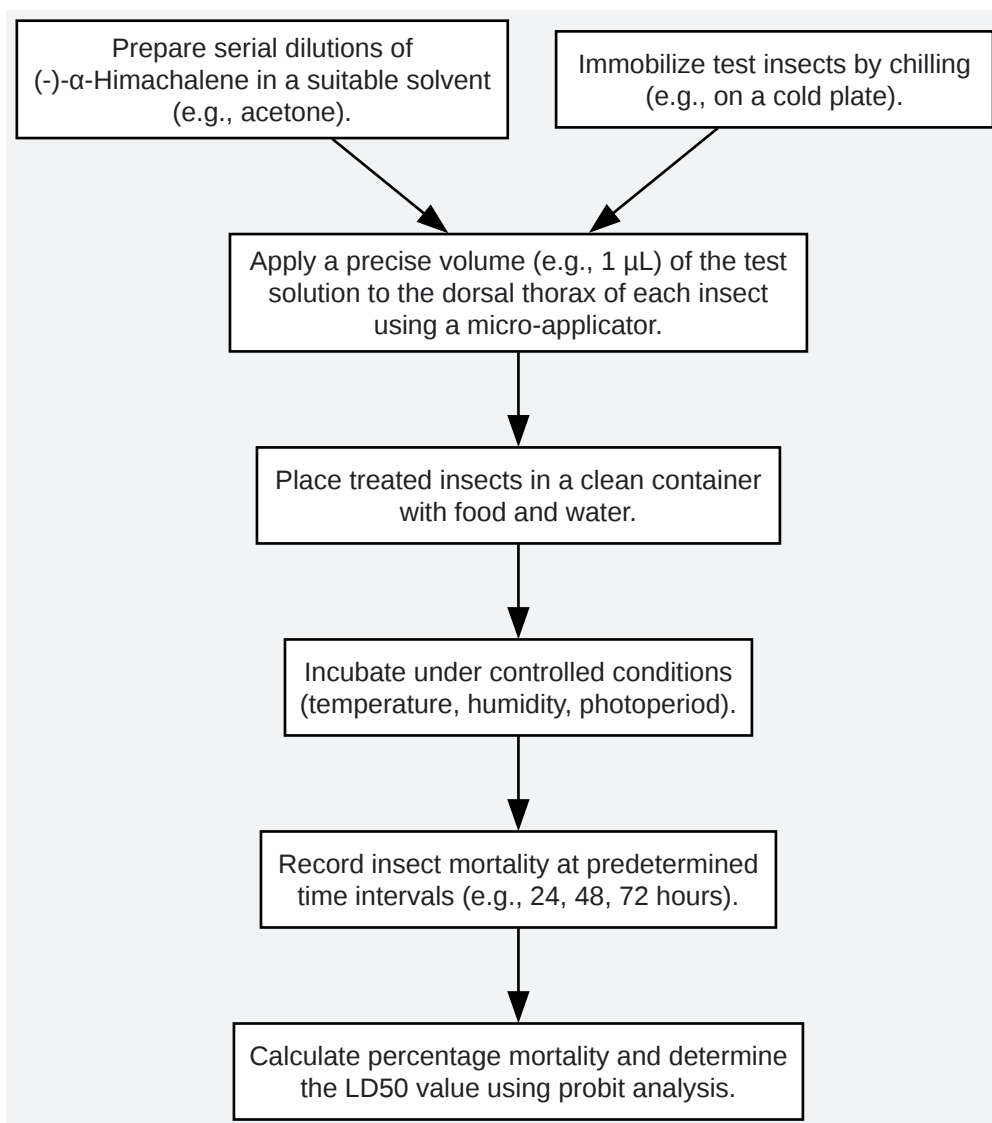 Prepare serial dilutions of
(-)-α-Himachalene in a suitable solvent
(e.g., acetone).
Immobilize test insects by chilling
(e.g., on a cold plate).
Apply a precise volume (e.g., 1 µL) of the test
solution to the dorsal thorax of each insect
using a micro-applicator.
Place treated insects in a clean container
with food and water.
Incubate under controlled conditions
(temperature, humidity, photoperiod).
Record insect mortality at predetermined
time intervals (e.g., 24, 48, 72 hours).
Calculate percentage mortality and determine
the LD50 value using probit analysis.